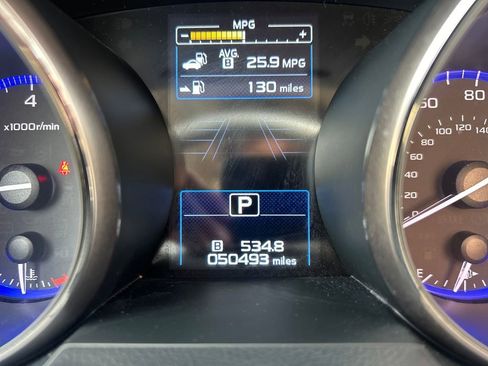 MPG
− +
AVG.
B 25.9 MPG
130 miles
4
x1000r/min
60 80
100 120 140
80
60
40
20
0
P
B 534.8
050493 miles
E